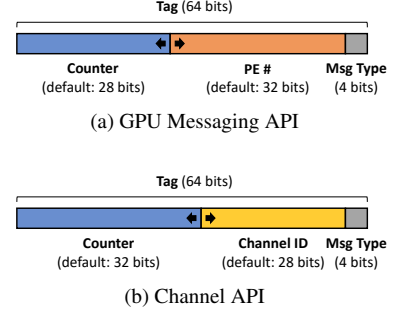 Tag (64 bits)
Counter PE # Msg Type
(default: 28 bits) (default: 32 bits) (4 bits)
(a) GPU Messaging API
Tag (64 bits)
Counter Channel ID Msg Type
(default: 32 bits) (default: 28 bits) (4 bits)
(b) Channel API